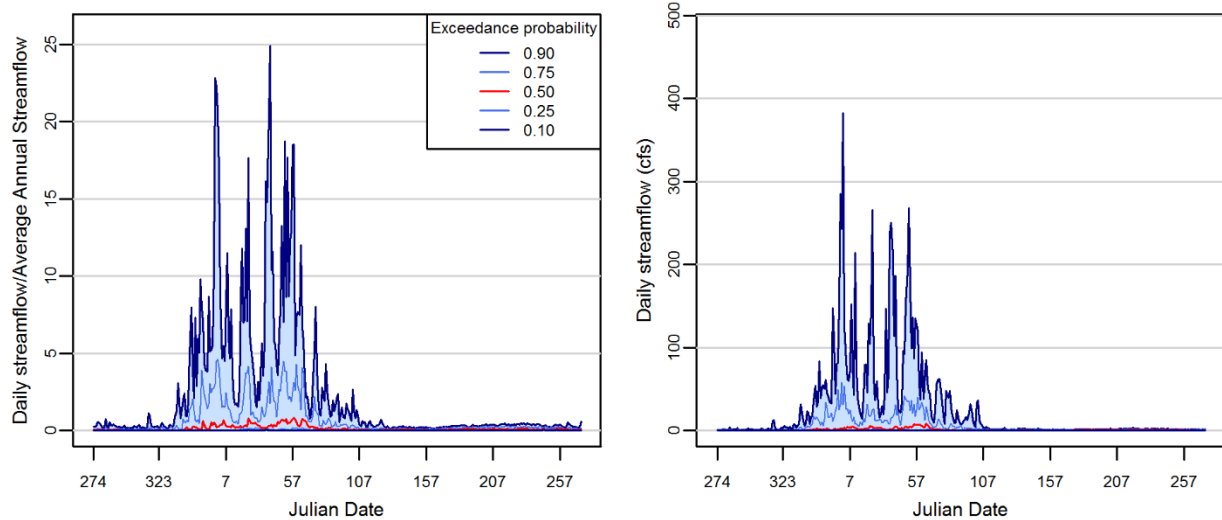 Daily streamflow/Average Annual Streamflow
25
20
15
10
5
0
Exceedance probability
0.90
0.75
0.50
0.25
0.10
274 323 7 57 107 157 207 257
Julian Date
Daily streamflow (cfs)
500
400
300
200
100
0
274 323 7 57 107 157 207 257
Julian Date